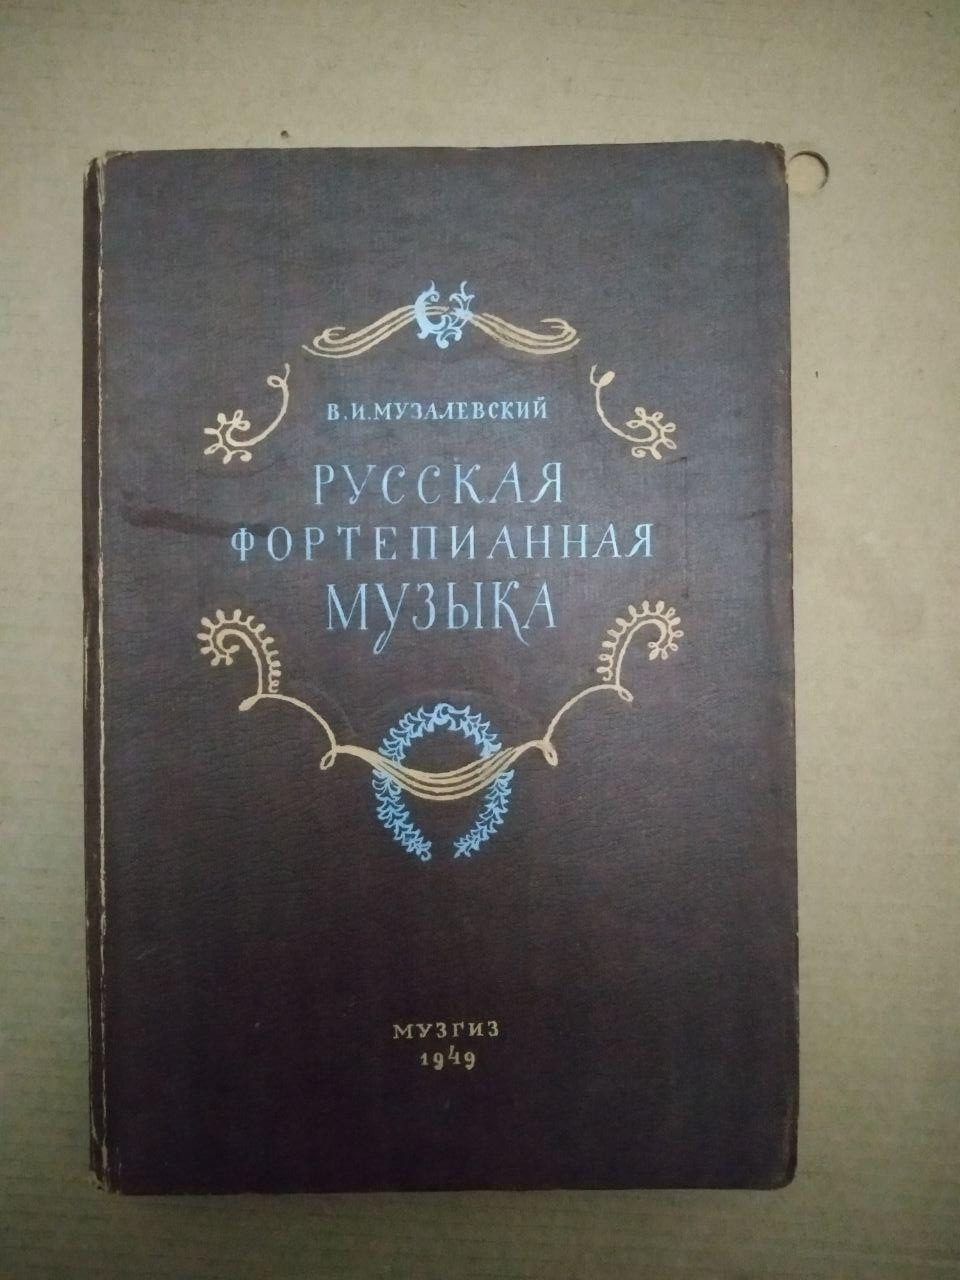 В.И.МУЗАЛЕВСКИЙ
РУССКАЯ
ФОРТЕПИАННАЯ
МУЗЫКА
МУЗГИЗ
1949